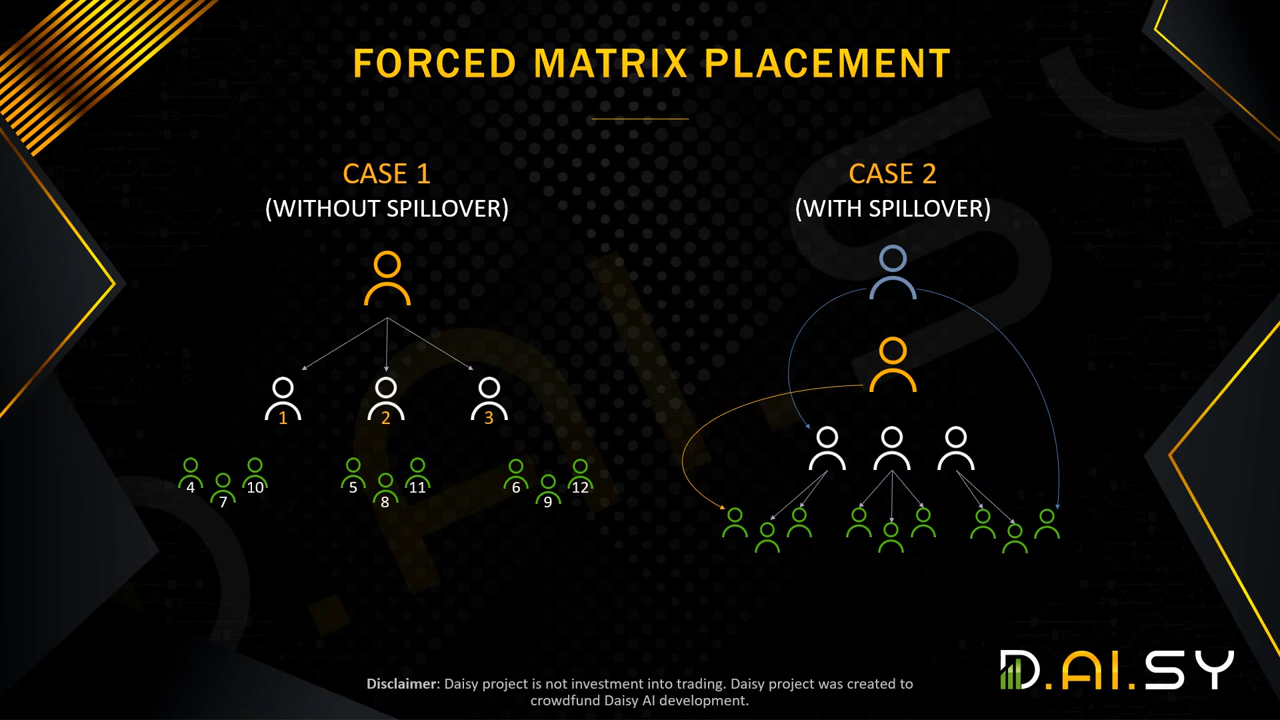 FORCED MATRIX PLACEMENT
CASE 1
(WITHOUT SPILLOVER)
1
2
3
4
7
10
5
8
11
6
9
12
CASE 2
(WITH SPILLOVER)
Disclaimer: Daisy project is not investment into trading. Daisy project was created to
crowdfund Daisy AI development.
D.AI.SY
D.AI.SY